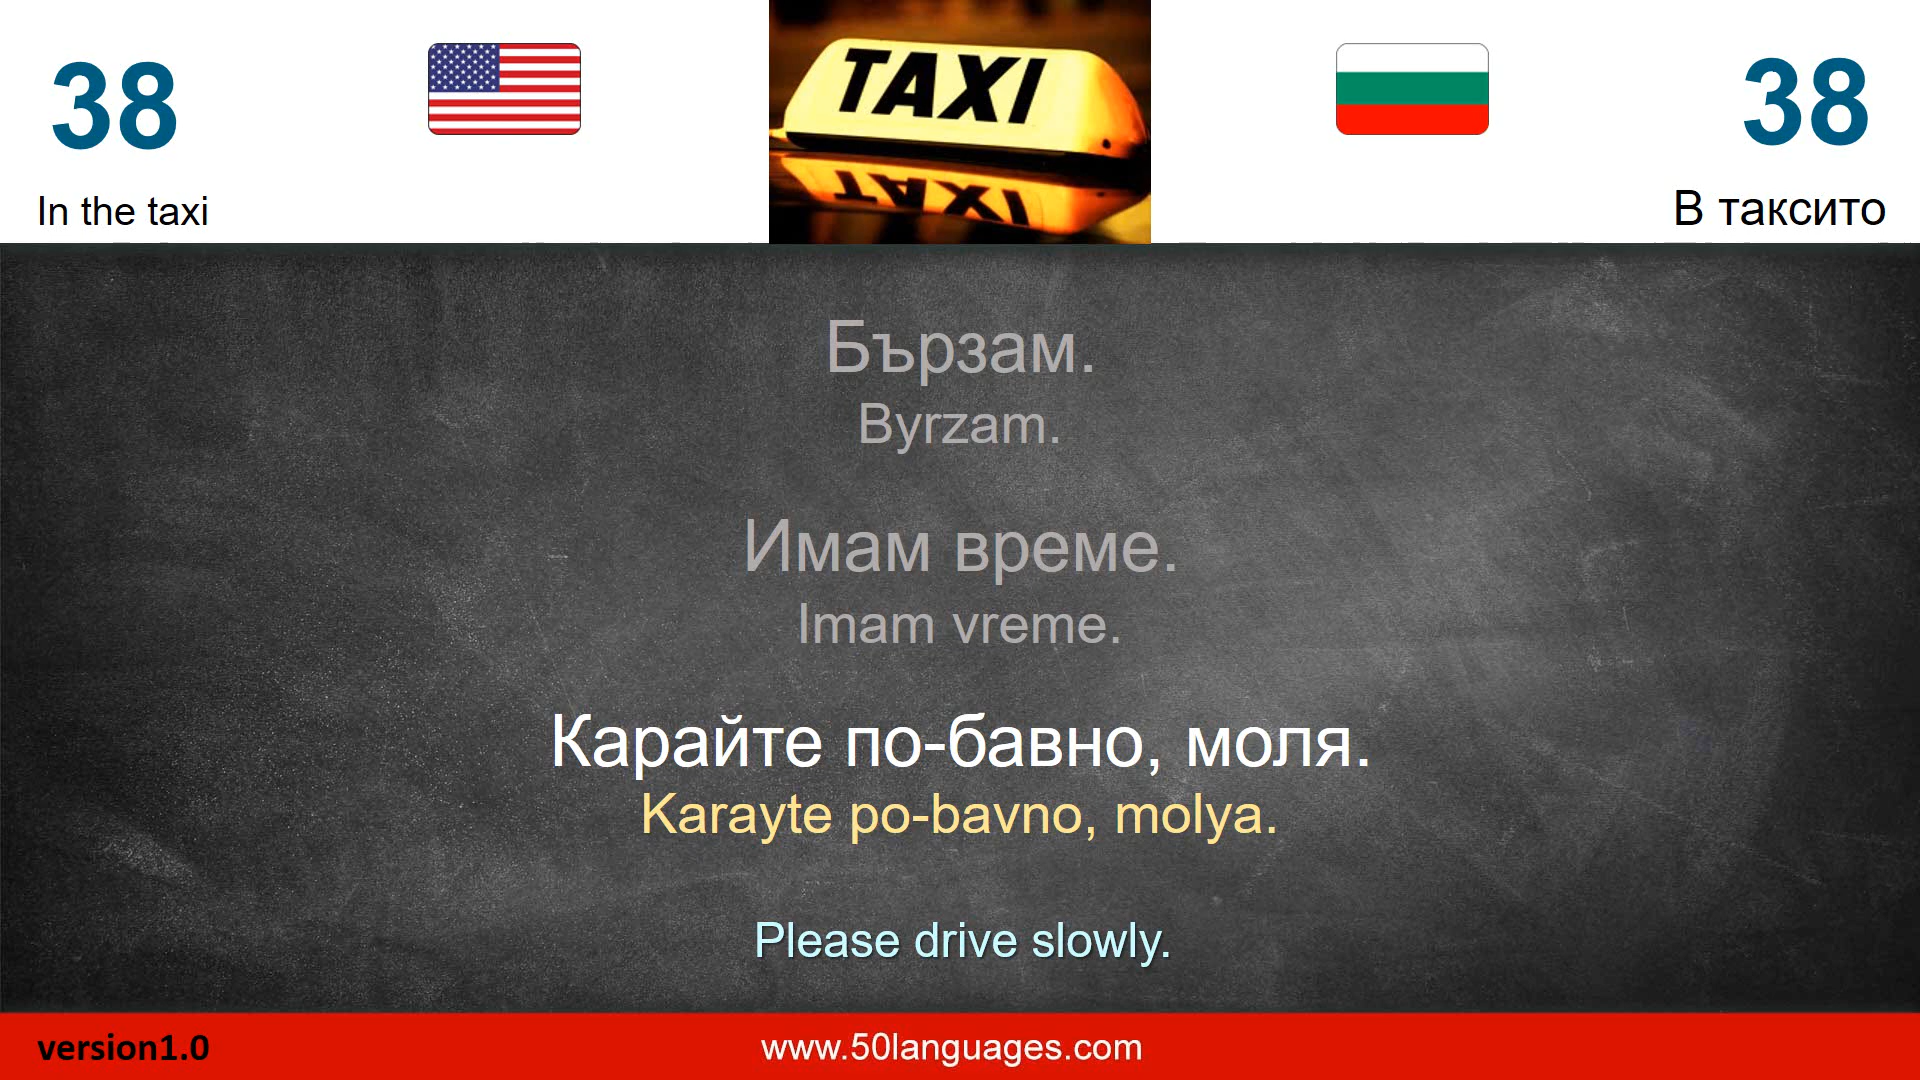 38
38
TAXI
In the taxi
В таксито
Бързам.
Byrzam.
Имам време.
Imam vreme.
Карайте по-бавно, моля.
Karayte po-bavno, molya.
Please drive slowly.
version1.0
www.50languages.com